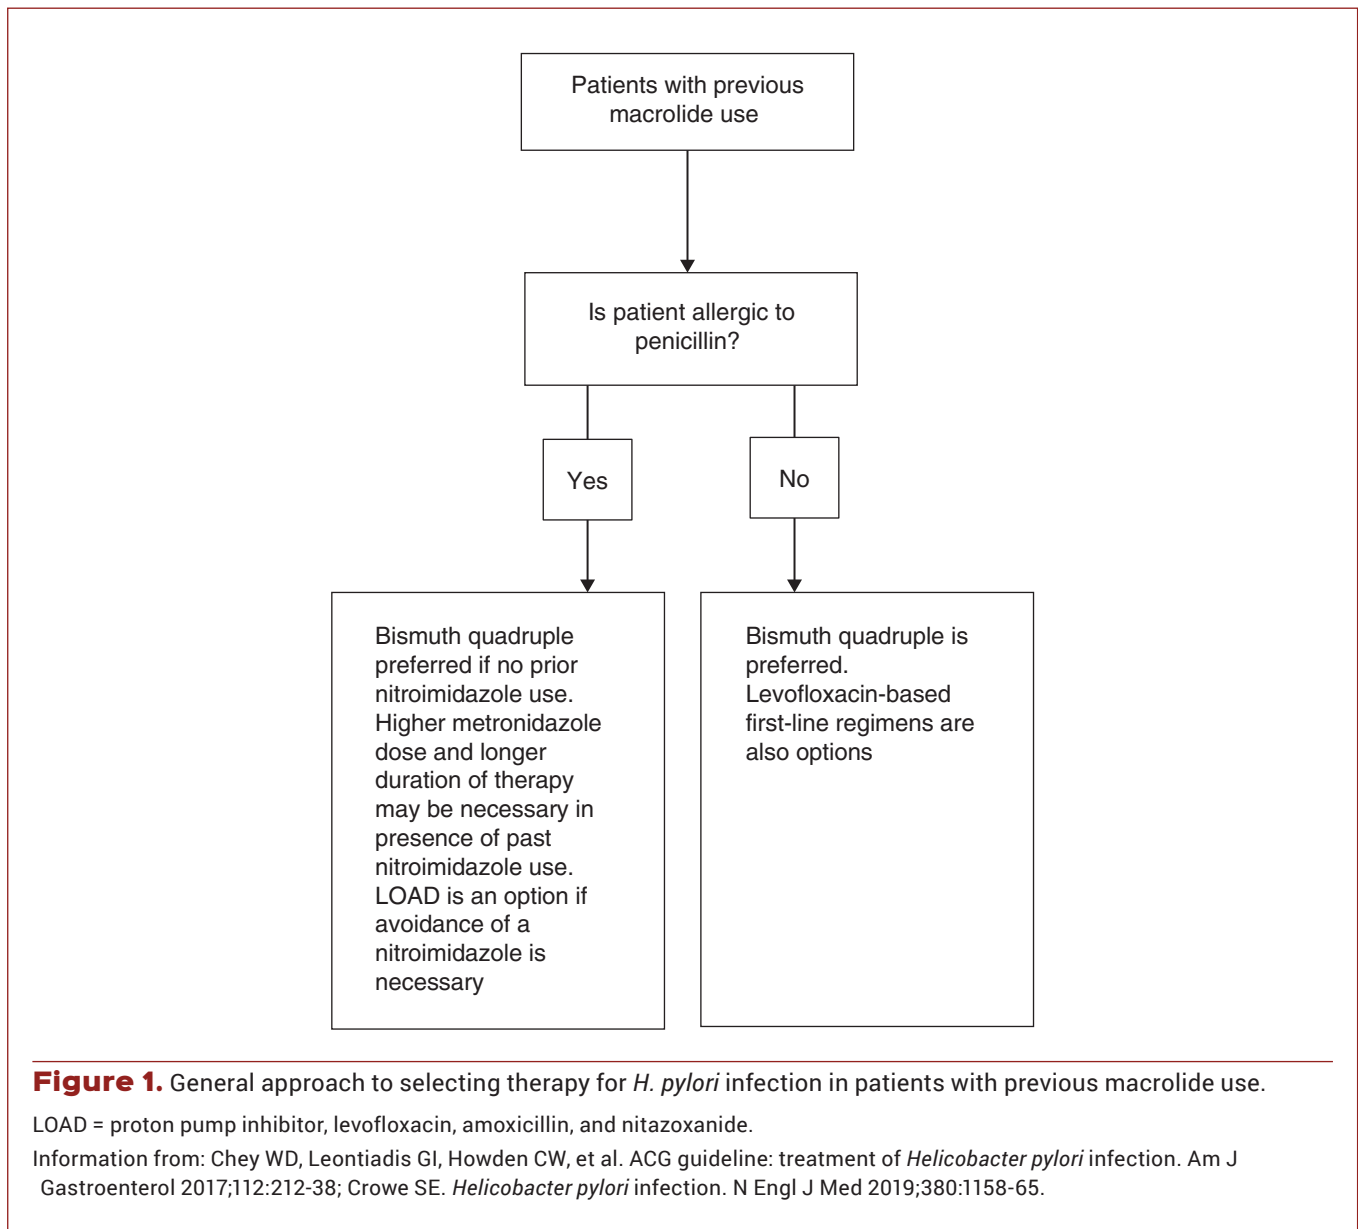 Patients with previous
macrolide use
Is patient allergic to
penicillin?
Yes
No
Bismuth quadruple
preferred if no prior
nitroimidazole use.
Higher metronidazole
dose and longer
duration of therapy
may be necessary in
presence of past
nitroimidazole use.
LOAD is an option if
avoidance of a
nitroimidazole is
necessary
Bismuth quadruple is
preferred.
Levofloxacin-based
first-line regimens are
also options
Figure 1. General approach to selecting therapy for H. pylori infection in patients with previous macrolide use.
LOAD = proton pump inhibitor, levofloxacin, amoxicillin, and nitazoxanide.
Information from: Chey WD, Leontiadis GI, Howden CW, et al. ACG guideline: treatment of Helicobacter pylori infection. Am J
Gastroenterol 2017;112:212-38; Crowe SE. Helicobacter pylori infection. N Engl J Med 2019;380:1158-65.